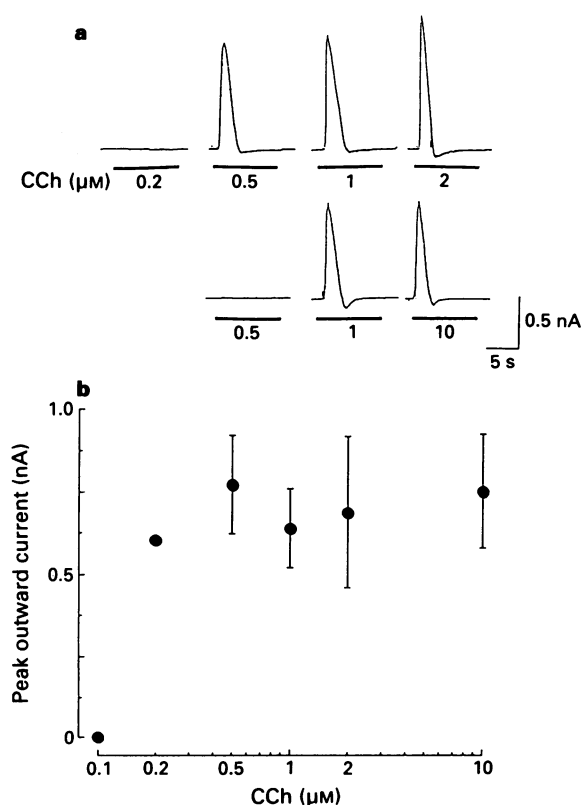 a
CCh (μM) 0.2 0.5 1 2
0.5 1 10
0.5 nA
5 s
b
Peak outward current (nA)
1.0
0.5
0
0.1 0.2 0.5 1 2 10
CCh (μM)